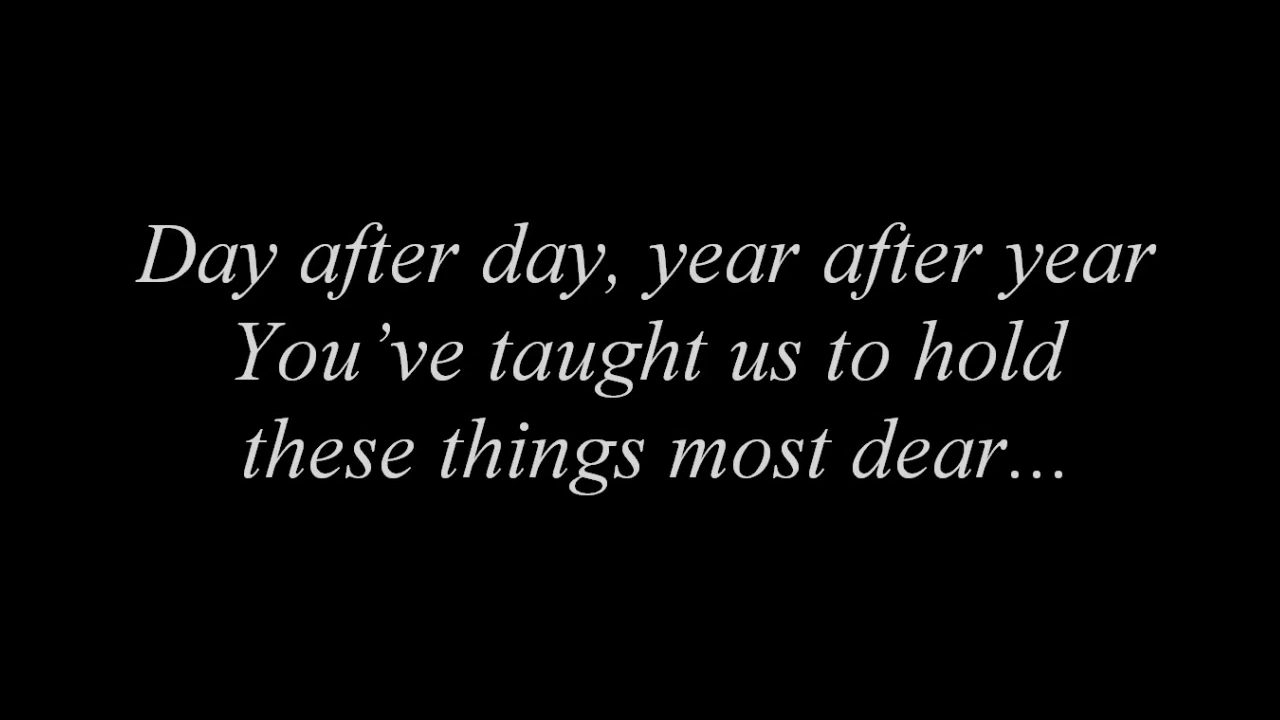 Day after day, year after year
You’ve taught us to hold
these things most dear...